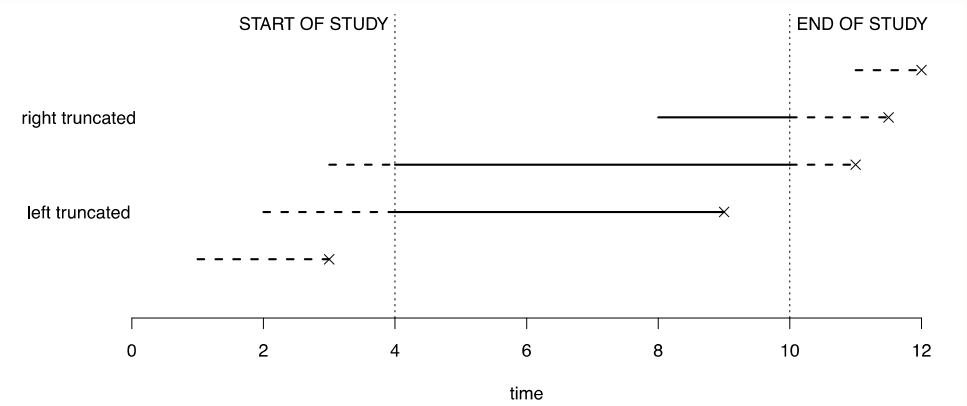 START OF STUDY END OF STUDY
right truncated
left truncated
0 2 4 6 8 10 12
time